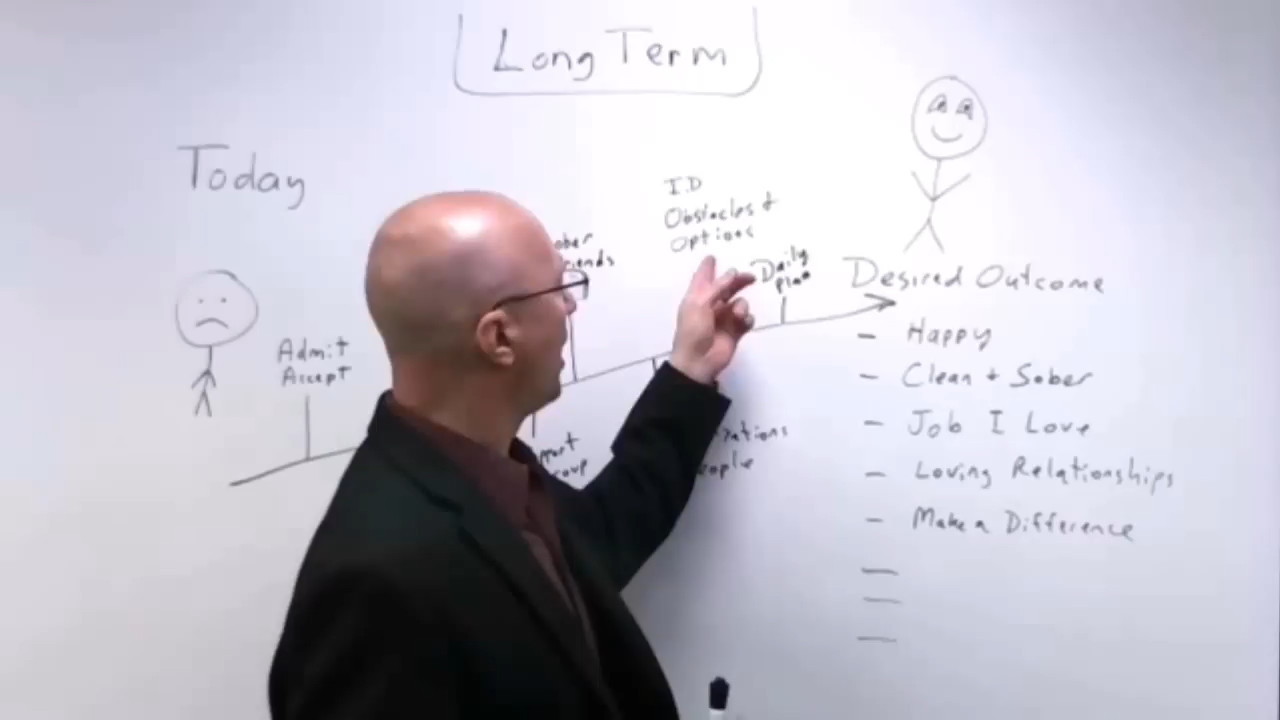 Long Term
Today
Admit
Accept
I.D
Obstacles +
Options
Daily
plan
Desired Outcome
- Happy
- Clean + Sober
- Job I Love
- Loving Relationships
- Make a Difference